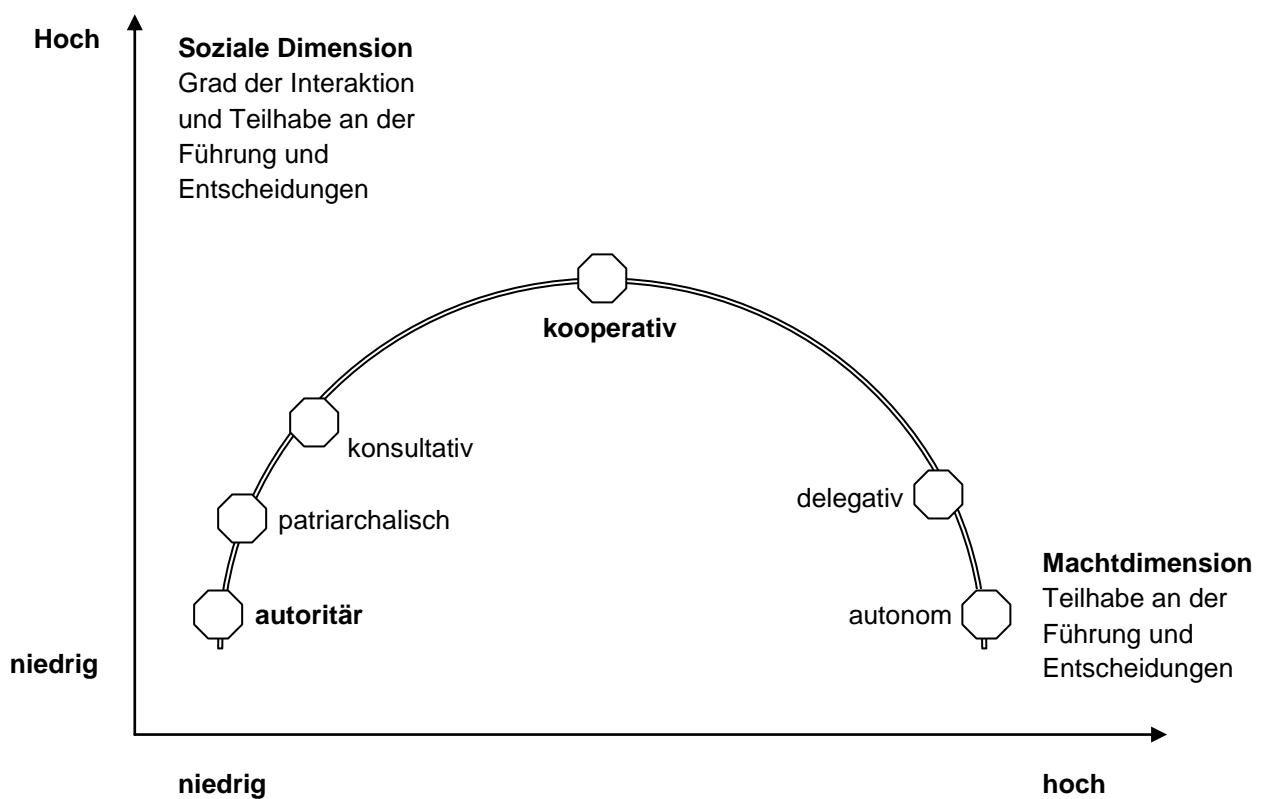 Hoch
Soziale Dimension
Grad der Interaktion
und Teilhabe an der
Führung und
Entscheidungen
kooperativ
konsultativ
delegativ
patriarchalisch
autoritär
autonom
Machtdimension
Teilhabe an der
Führung und
Entscheidungen
niedrig
niedrig
hoch